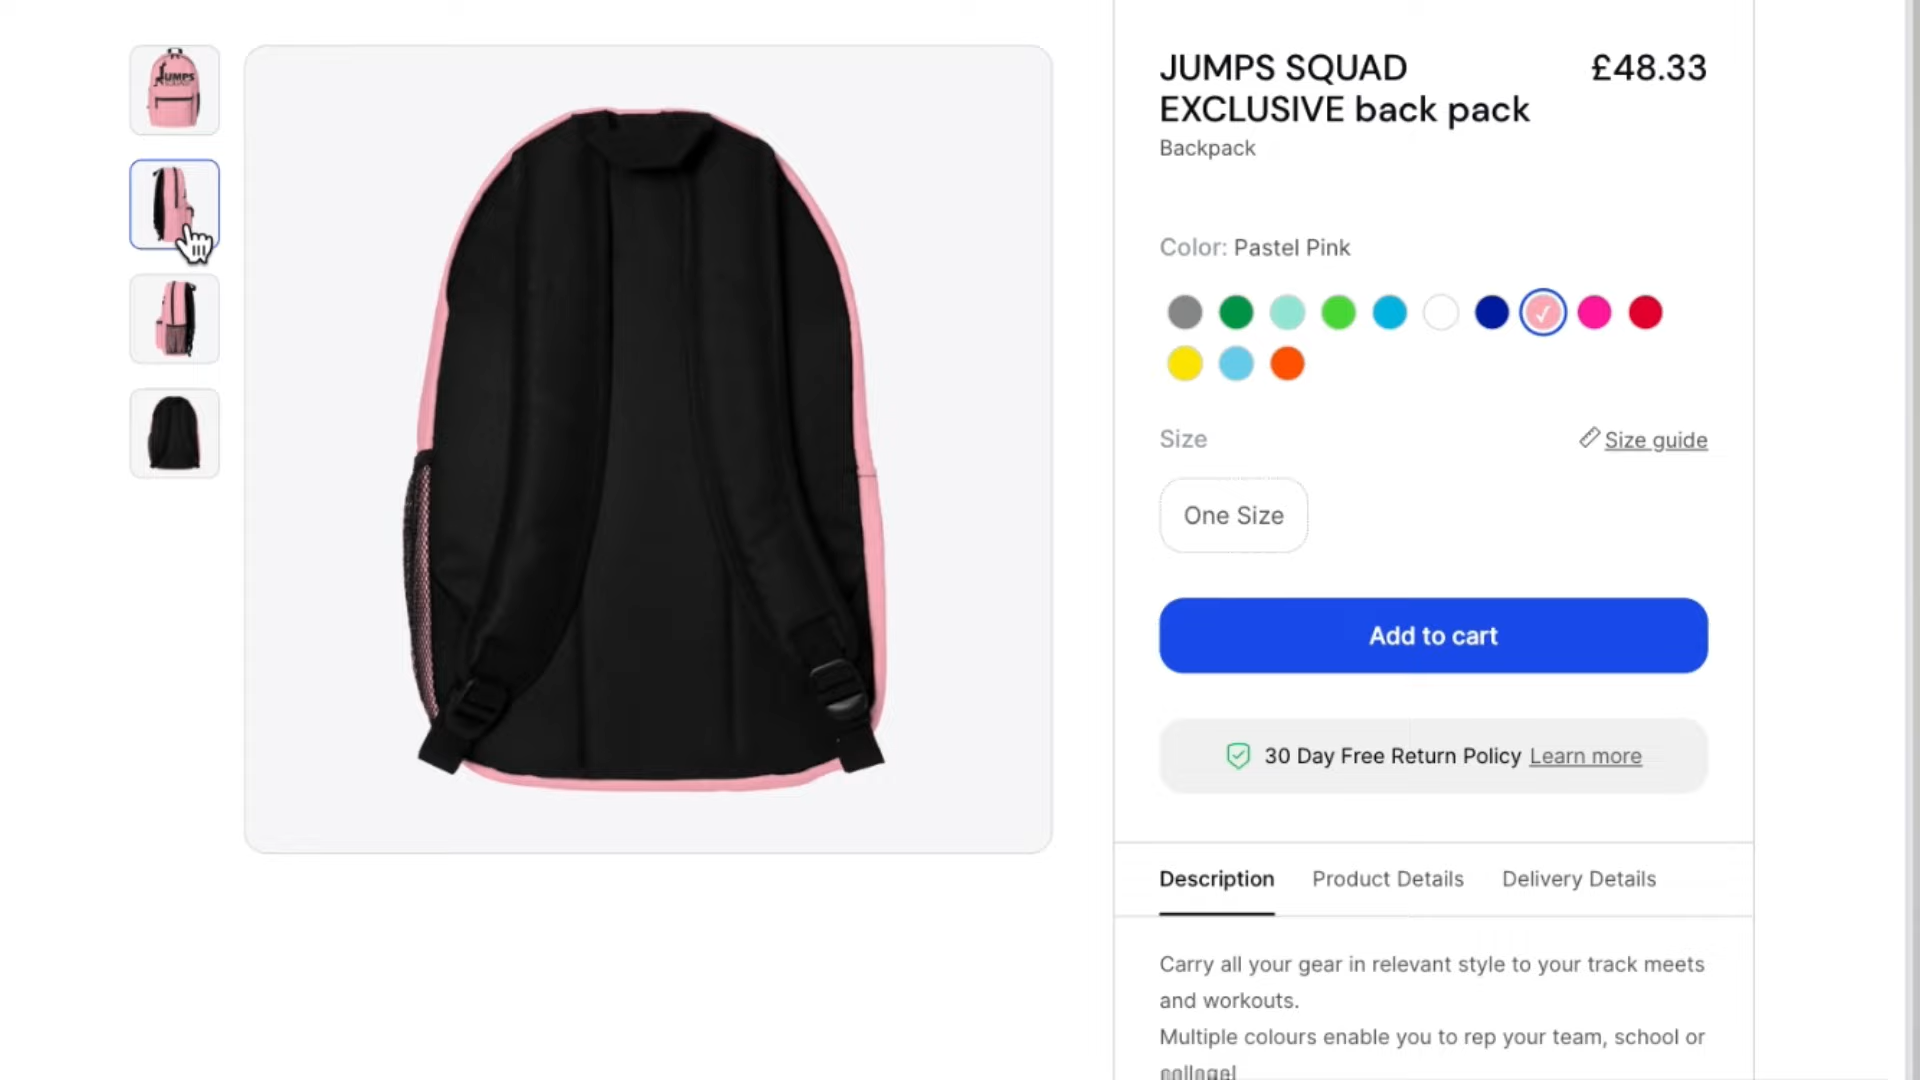 JUMPS
JUMPS SQUAD
EXCLUSIVE back pack
£48.33
Backpack
Color: Pastel Pink
Size
Size guide
One Size
Add to cart
30 Day Free Return Policy Learn more
Description
Product Details
Delivery Details
Carry all your gear in relevant style to your track meets
and workouts.
Multiple colours enable you to rep your team, school or